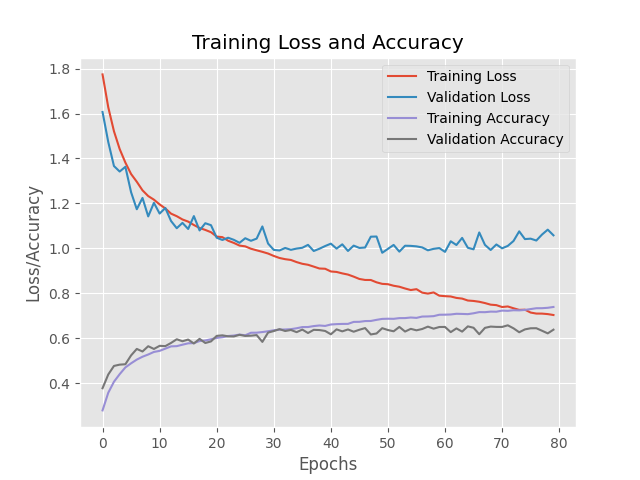 Training Loss and Accuracy
Training Loss
Validation Loss
Training Accuracy
Validation Accuracy
Loss/Accuracy
1.8
1.6
1.4
1.2
1.0
0.8
0.6
0.4
0
10
20
30
40
50
60
70
80
Epochs